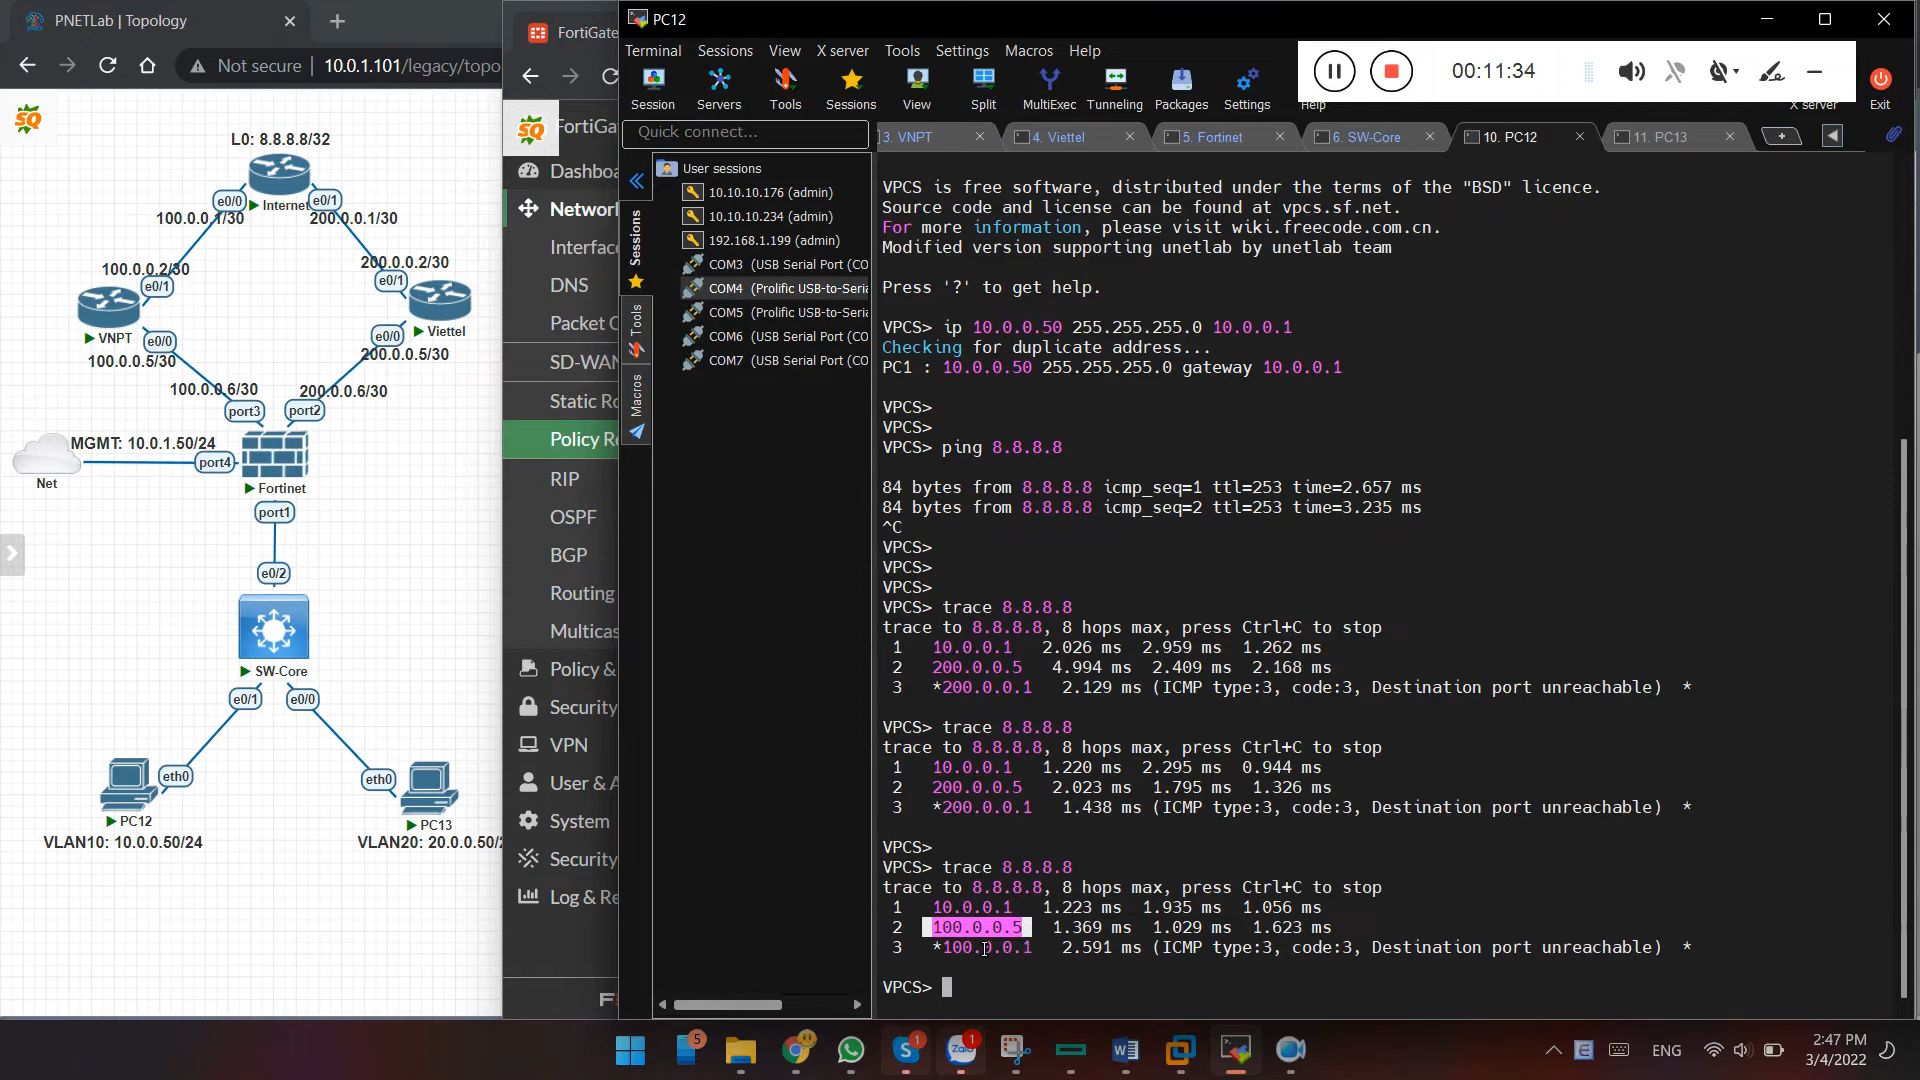 PNETLab | Topology
Not secure
10.0.1.101/legacy/topo
SQ
L0: 8.8.8.8/32
e0/0
e0/1
Internet
100.0.0.1/30
200.0.0.1/30
100.0.0.2/30
200.0.0.2/30
e0/1
e0/1
VNPT
Viettel
e0/0
e0/0
100.0.0.5/30
200.0.0.5/30
100.0.0.6/30
200.0.0.6/30
port3
port2
MGMT: 10.0.1.50/24
port4
Net
Fortinet
port1
e0/2
SW-Core
e0/1
e0/0
eth0
eth0
PC12
PC13
VLAN10: 10.0.0.50/24
VLAN20: 20.0.0.50/2
FortiGate
SQ
FortiGa
Dashboa
Network
Interfac
DNS
Packet C
SD-WAN
Static Ro
Policy R
RIP
OSPF
BGP
Routing
Multicas
Policy &
Security
VPN
User & A
System
Security
Log & Re
PC12
Terminal Sessions View X server Tools Settings Macros Help
Session Servers Tools Sessions View Split MultiExec Tunneling Packages Settings Help
X server
Exit
00:11:34
Quick connect...
3. VNPT
4. Viettel
5. Fortinet
6. SW-Core
10. PC12
11. PC13
Sessions
Tools
Macros
User sessions
10.10.10.176 (admin)
10.10.10.234 (admin)
192.168.1.199 (admin)
COM3 (USB Serial Port (CO
COM4 (Prolific USB-to-Seria
COM5 (Prolific USB-to-Seria
COM6 (USB Serial Port (CO
COM7 (USB Serial Port (CO
VPCS is free software, distributed under the terms of the "BSD" licence.
Source code and license can be found at vpcs.sf.net.
For more information, please visit wiki.freecode.com.cn.
Modified version supporting unetlab by unetlab team
Press '?' to get help.
VPCS> ip 10.0.0.50 255.255.255.0 10.0.0.1
Checking for duplicate address...
PC1 : 10.0.0.50 255.255.255.0 gateway 10.0.0.1
VPCS>
VPCS>
VPCS> ping 8.8.8.8
84 bytes from 8.8.8.8 icmp_seq=1 ttl=253 time=2.657 ms
84 bytes from 8.8.8.8 icmp_seq=2 ttl=253 time=3.235 ms
^C
VPCS>
VPCS>
VPCS>
VPCS> trace 8.8.8.8
trace to 8.8.8.8, 8 hops max, press Ctrl+C to stop
1 10.0.0.1 2.026 ms 2.959 ms 1.262 ms
2 200.0.0.5 4.994 ms 2.409 ms 2.168 ms
3 *200.0.0.1 2.129 ms (ICMP type:3, code:3, Destination port unreachable) *
VPCS> trace 8.8.8.8
trace to 8.8.8.8, 8 hops max, press Ctrl+C to stop
1 10.0.0.1 1.220 ms 2.295 ms 0.944 ms
2 200.0.0.5 2.023 ms 1.795 ms 1.326 ms
3 *200.0.0.1 1.438 ms (ICMP type:3, code:3, Destination port unreachable) *
VPCS>
VPCS> trace 8.8.8.8
trace to 8.8.8.8, 8 hops max, press Ctrl+C to stop
1 10.0.0.1 1.223 ms 1.935 ms 1.056 ms
2 100.0.0.5 1.369 ms 1.029 ms 1.623 ms
3 *100.0.0.1 2.591 ms (ICMP type:3, code:3, Destination port unreachable) *
VPCS>
5
1
Zalo
1
ENG
2:47 PM
3/4/2022